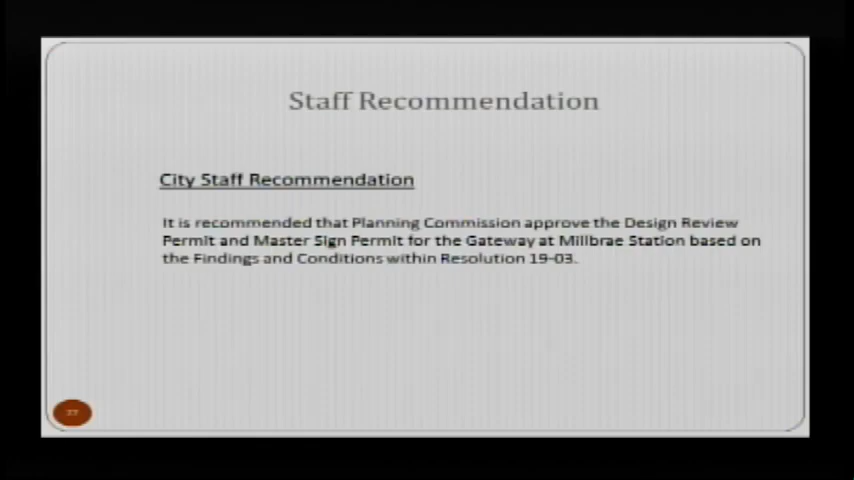 Staff Recommendation
City Staff Recommendation
It is recommended that Planning Commission approve the Design Review
Permit and Master Sign Permit for the Gateway at Millbrae Station based on
the Findings and Conditions within Resolution 19-03.